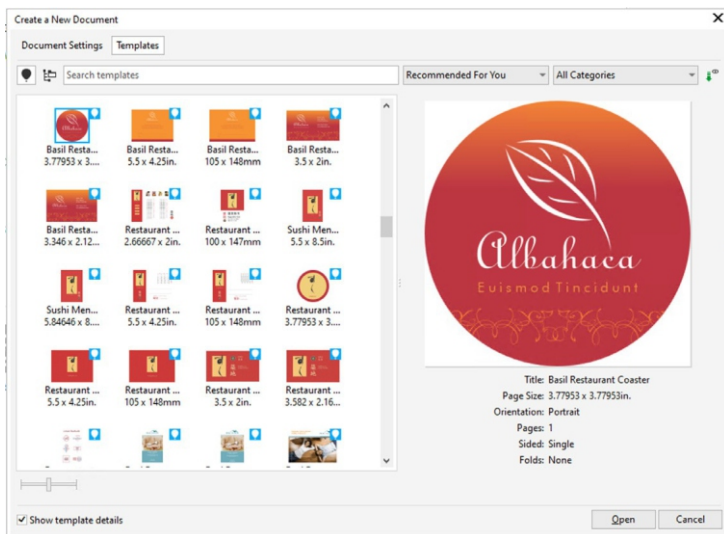 Create a New Document
Document Settings Templates
Search templates Recommended For You All Categories
Basil Resta... Basil Resta... Basil Resta... Basil Resta...
3.77953 x 3.... 5.5 x 4.25in. 105 x 148mm 3.5 x 2in.
Basil Resta... Restaurant ... Restaurant ... Sushi Men...
3.346 x 2.12... 2.66667 x 2in. 100 x 147mm 5.5 x 8.5in.
Sushi Men... Restaurant ... Restaurant ... Restaurant ...
5.84646 x 8.... 5.5 x 4.25in. 105 x 148mm 3.77953 x 3....
Restaurant ... Restaurant ... Restaurant ... Restaurant ...
5.5 x 4.25in. 105 x 148mm 3.5 x 2in. 3.582 x 2.16...
Albahaca
Euismod Tincidunt
Title: Basil Restaurant Coaster
Page Size: 3.77953 x 3.77953in.
Orientation: Portrait
Pages: 1
Sided: Single
Folds: None
Show template details
Open Cancel